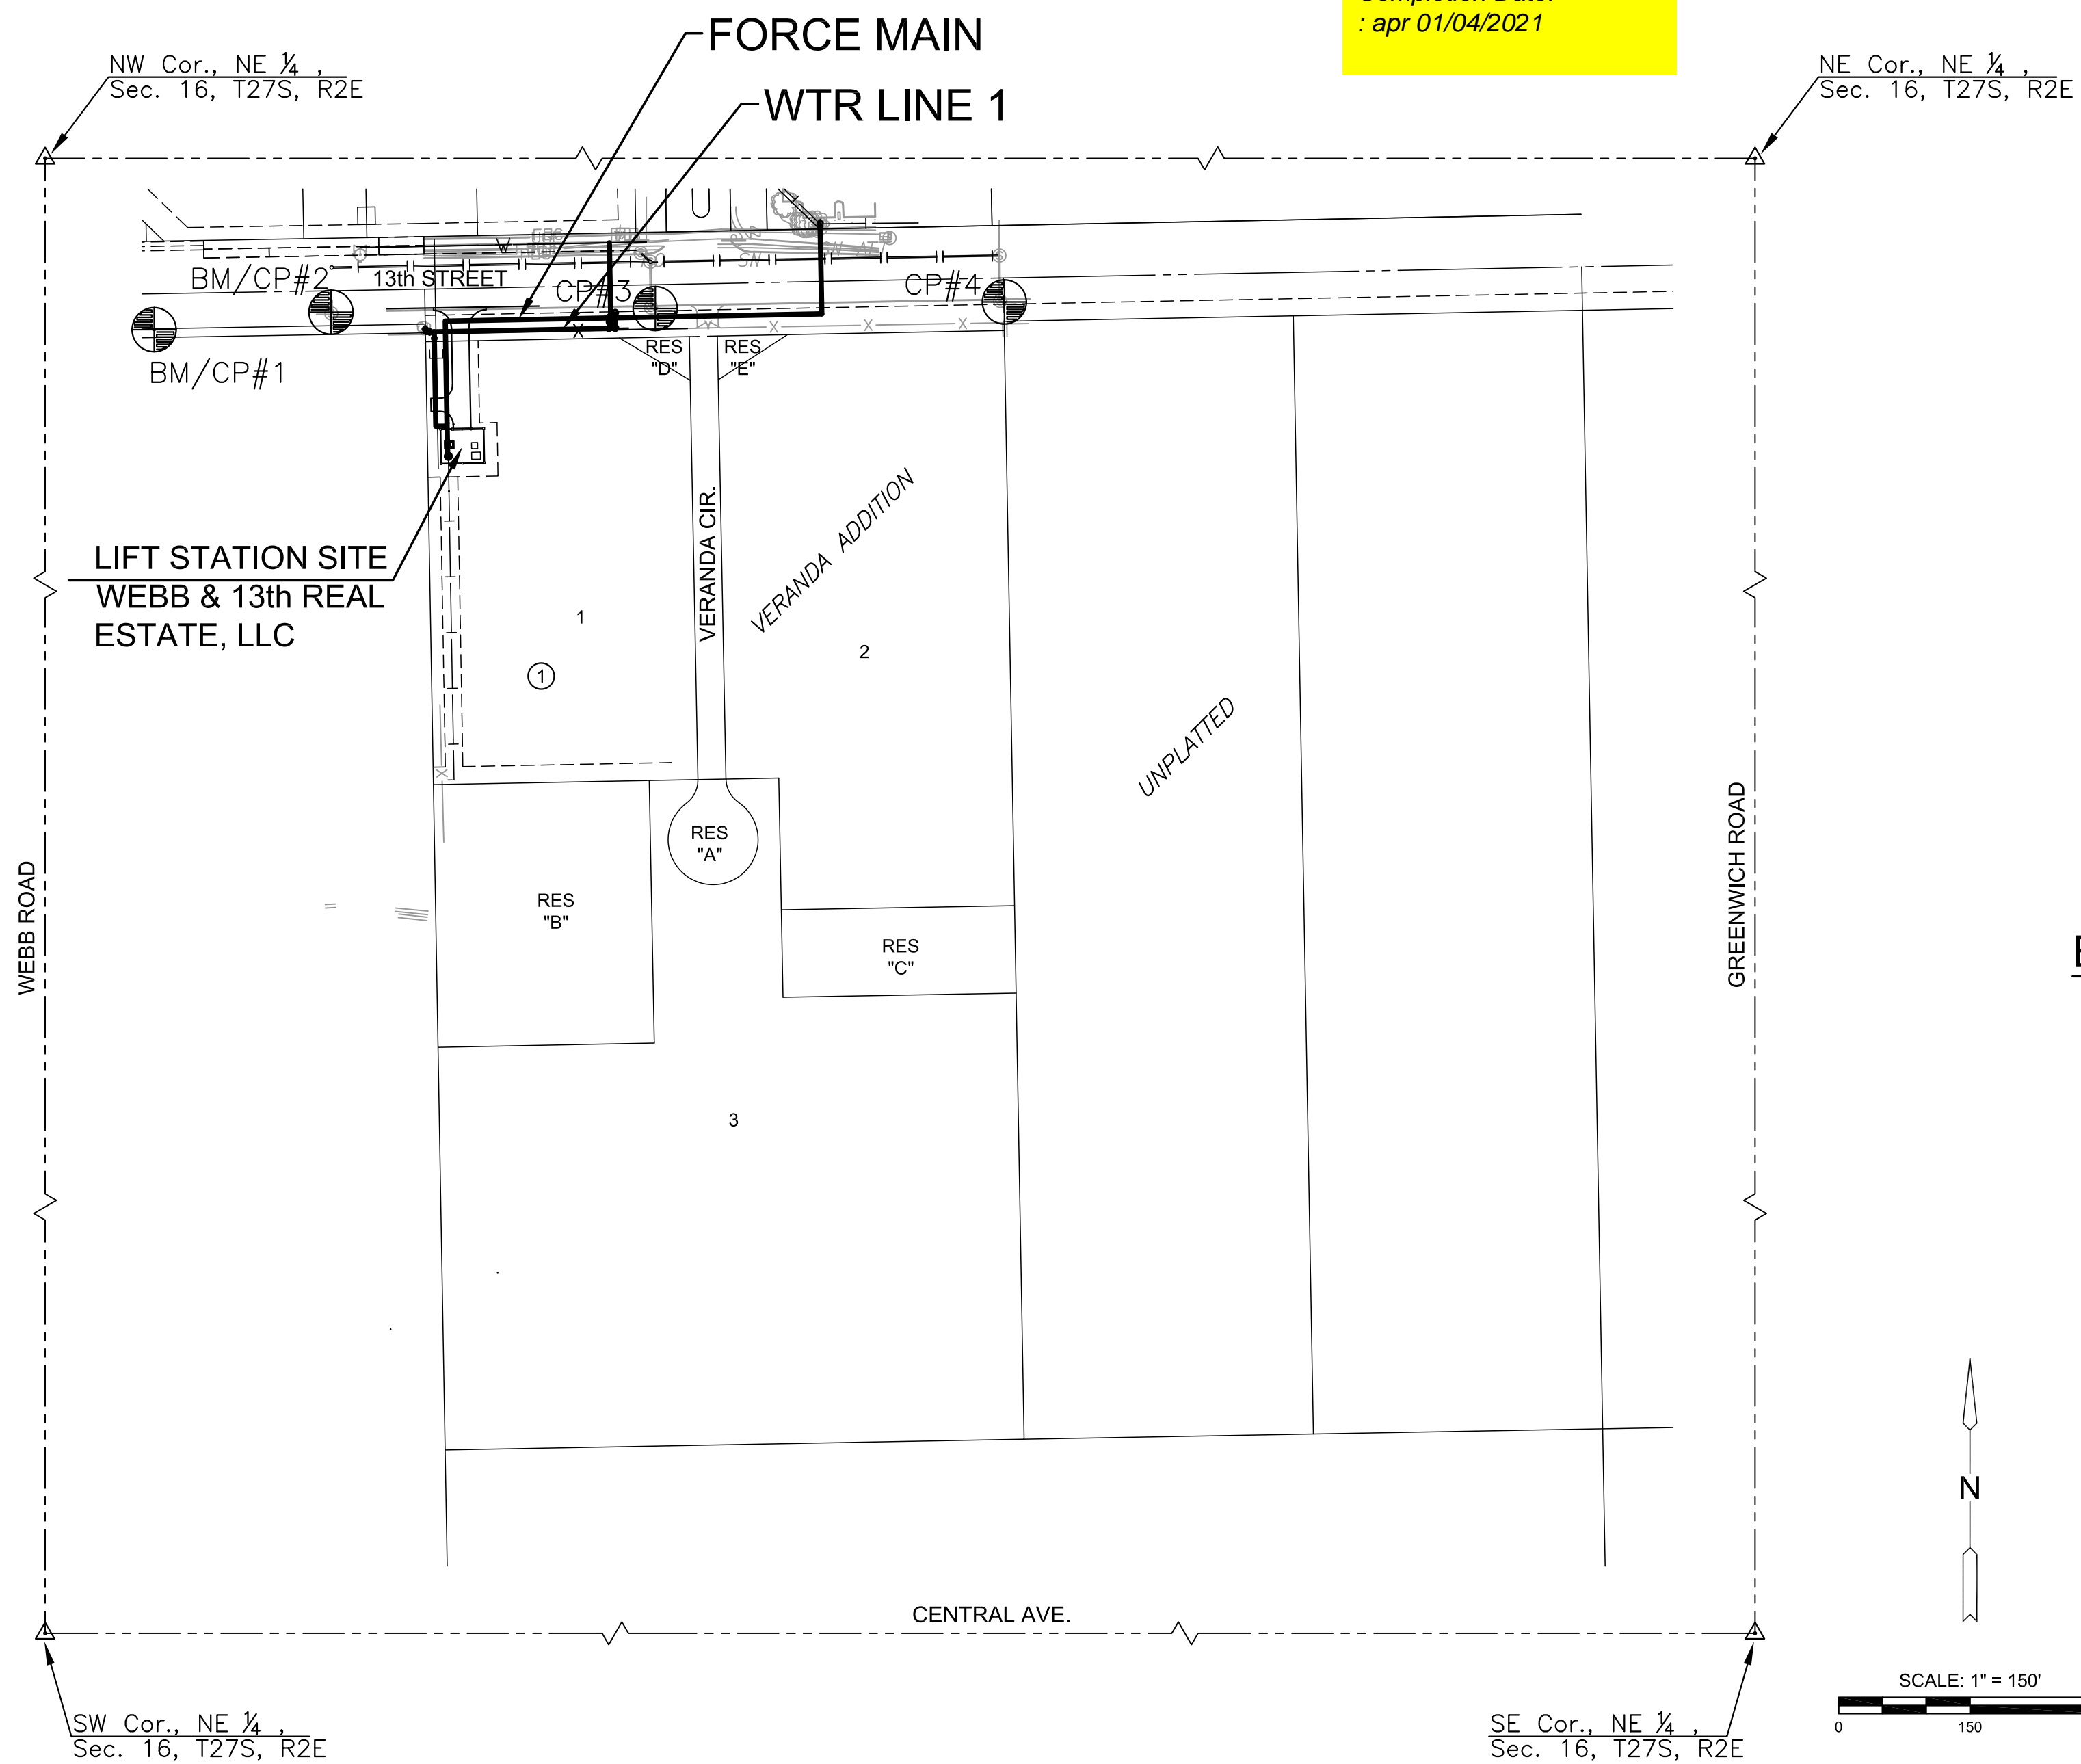 : apr 01/04/2021
FORCE MAIN
WTR LINE 1
NW Cor., NE ¼ ,
Sec. 16, T27S, R2E
NE Cor., NE ¼ ,
Sec. 16, T27S, R2E
W
BM/CP#2
13th STREET
CP#3
CP#4
BM/CP#1
X
X
X
X
RES
"D"
RES
"E"
LIFT STATION SITE
WEBB & 13th REAL
ESTATE, LLC
VERANDA CIR.
VERANDA ADDITION
1
2
1
UNPLATTED
X
RES
"A"
RES
"B"
RES
"C"
WEBB ROAD
GREENWICH ROAD
3
N
CENTRAL AVE.
SCALE: 1" = 150'
0
150
SW Cor., NE ¼ ,
Sec. 16, T27S, R2E
SE Cor., NE ¼ ,
Sec. 16, T27S, R2E